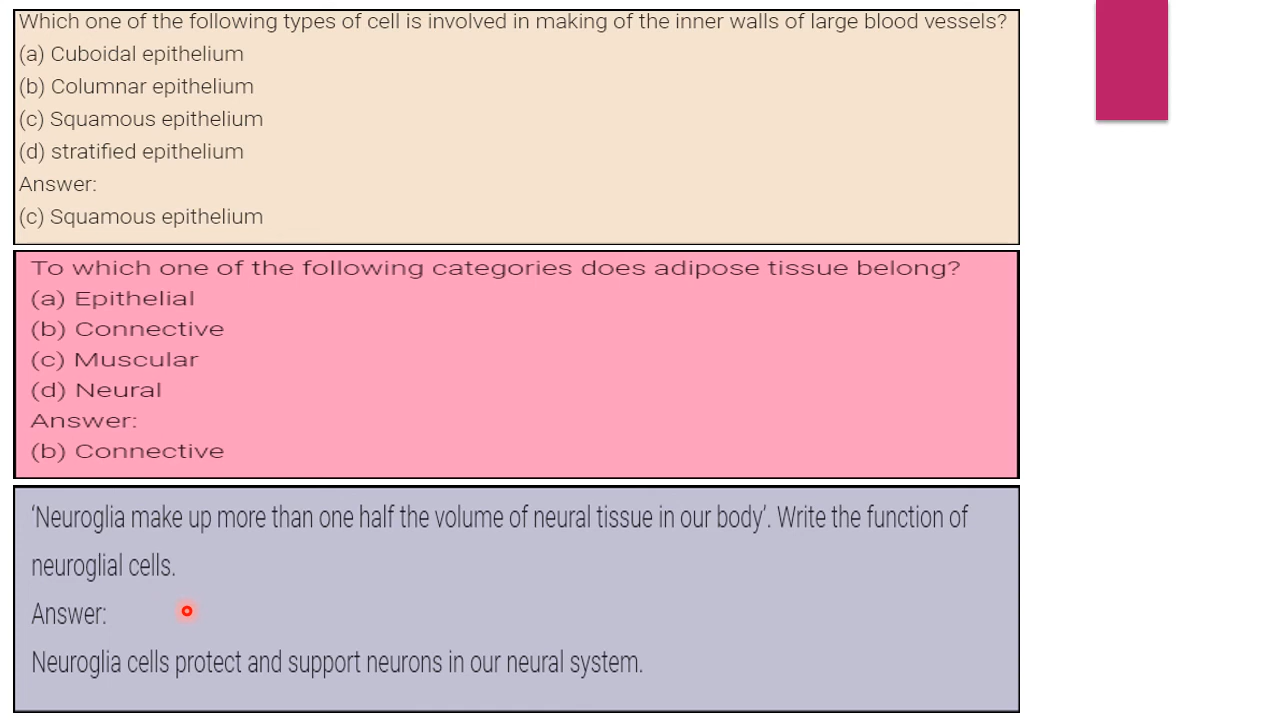 Which one of the following types of cell is involved in making of the inner walls of large blood vessels?
(a) Cuboidal epithelium
(b) Columnar epithelium
(c) Squamous epithelium
(d) stratified epithelium
Answer:
(c) Squamous epithelium
To which one of the following categories does adipose tissue belong?
(a) Epithelial
(b) Connective
(c) Muscular
(d) Neural
Answer:
(b) Connective
‘Neuroglia make up more than one half the volume of neural tissue in our body’. Write the function of
neuroglial cells.
Answer:
Neuroglia cells protect and support neurons in our neural system.